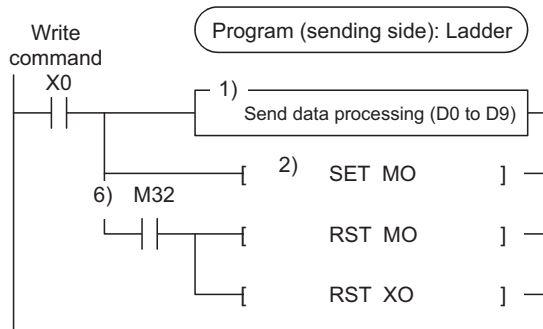 Program (sending side): Ladder
Write
command
X0
1)
Send data processing (D0 to D9)
[ 2) SET MO ]
6) M32
[ RST MO ]
[ RST XO ]